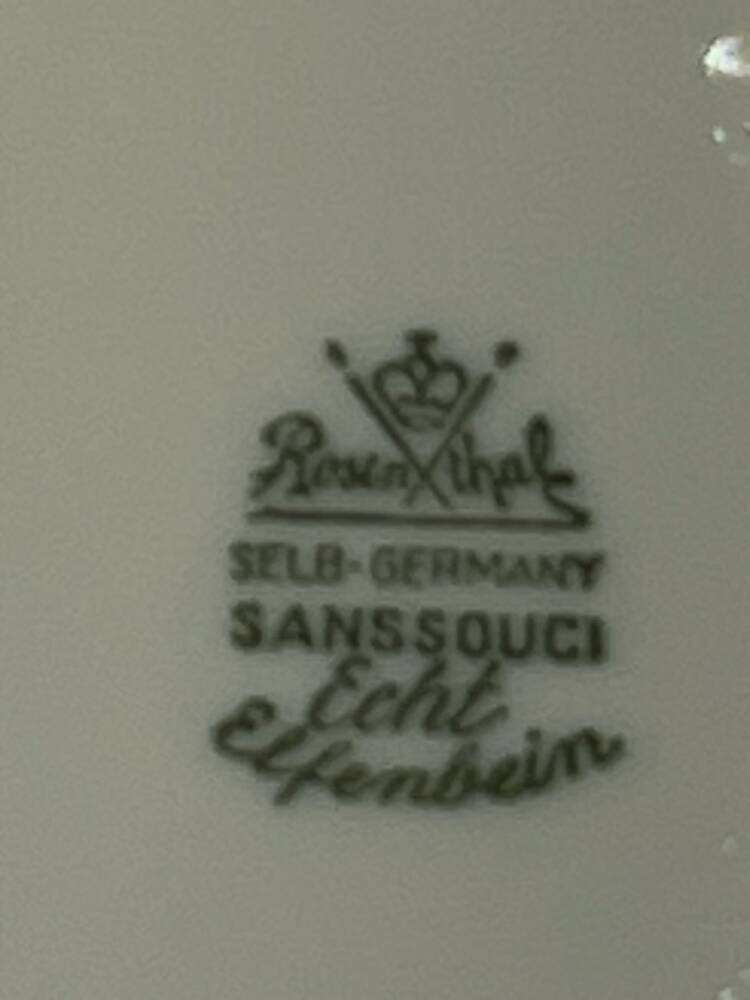 Rosenthal
SELB-GERMANY
SANSSOUCI
Echt
Elfenbein